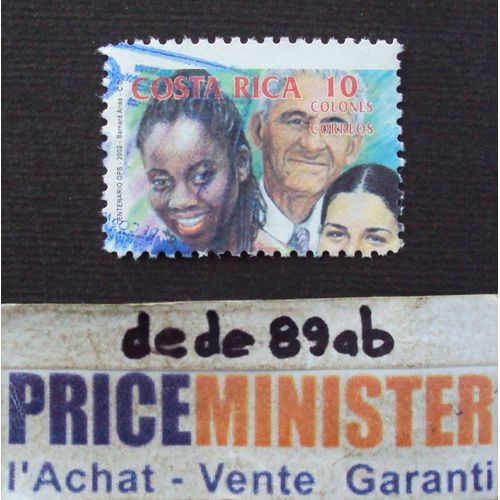 COSTA RICA 10
COLONES
CORREOS
CENTENARIO OPS - 2002 - Bernard Arias - C.O
dede 89ab
PRICEMINISTER
l'Achat - Vente Garanti